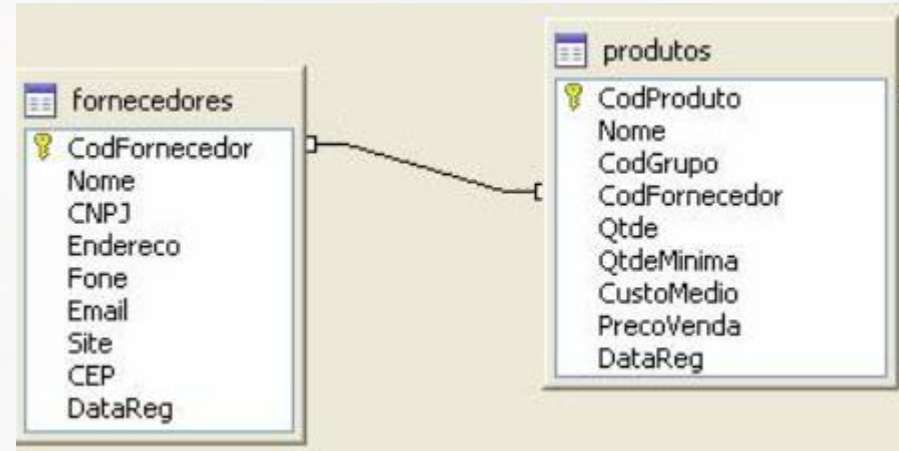 fornecedores
CodFornecedor
Nome
CNPJ
Endereco
Fone
Email
Site
CEP
DataReg
produtos
CodProduto
Nome
CodGrupo
CodFornecedor
Qtde
QtdeMinima
CustoMedio
PrecoVenda
DataReg